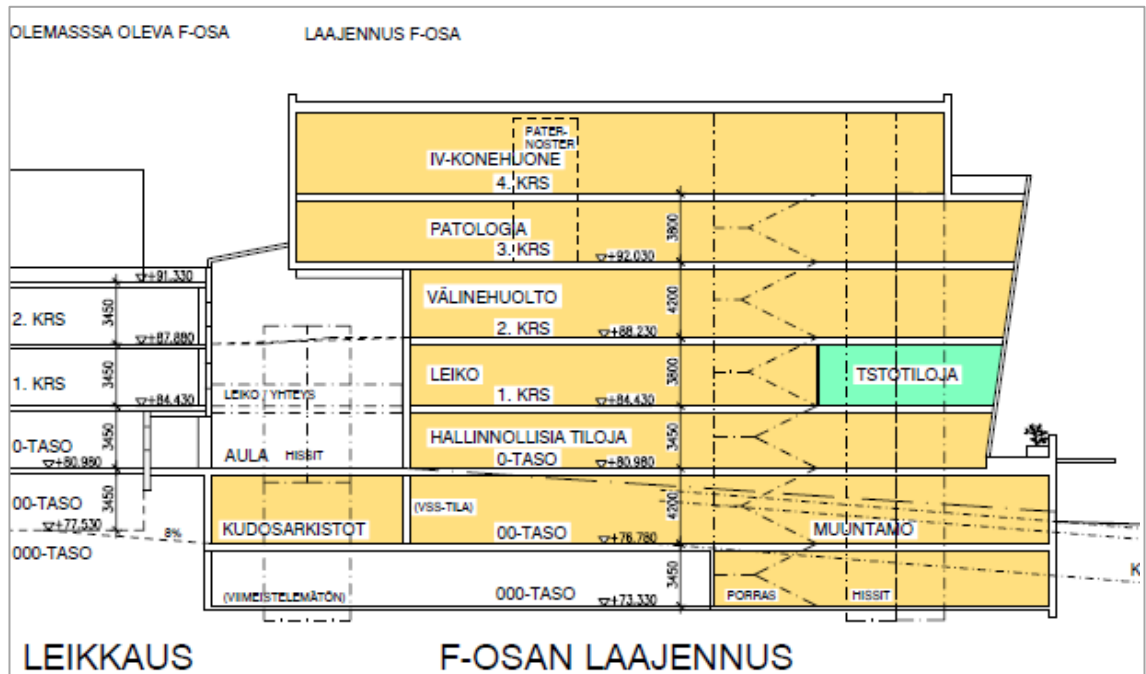 OLEMASSSA OLEVA F-OSA
LAAJENNUS F-OSA
PATER-
NOSTER
IV-KONEHUONE
4. KRS
PATOLOGIA
3. KRS
+92.030
3800
+91.330
VÄLINEHUOLTO
2. KRS
+88.230
4200
2. KRS
3450
+87.880
LEIKO
1. KRS
+84.430
3800
TSTOTILOJA
1. KRS
3450
+84.430
LEIKO / YHTEYS
HALLINNOLLISIA TILOJA
0-TASO
+80.980
3450
0-TASO
+80.980
3450
AULA
HISSIT
00-TASO
+77.530
3450
8%
KUDOSARKISTOT
(VSS-TILA)
00-TASO
+76.780
4200
MUUNTAMO
000-TASO
K
(VIIMEISTELEMÄTÖN)
000-TASO
+73.330
3450
PORRAS
HISSIT
LEIKKAUS
F-OSAN LAAJENNUS